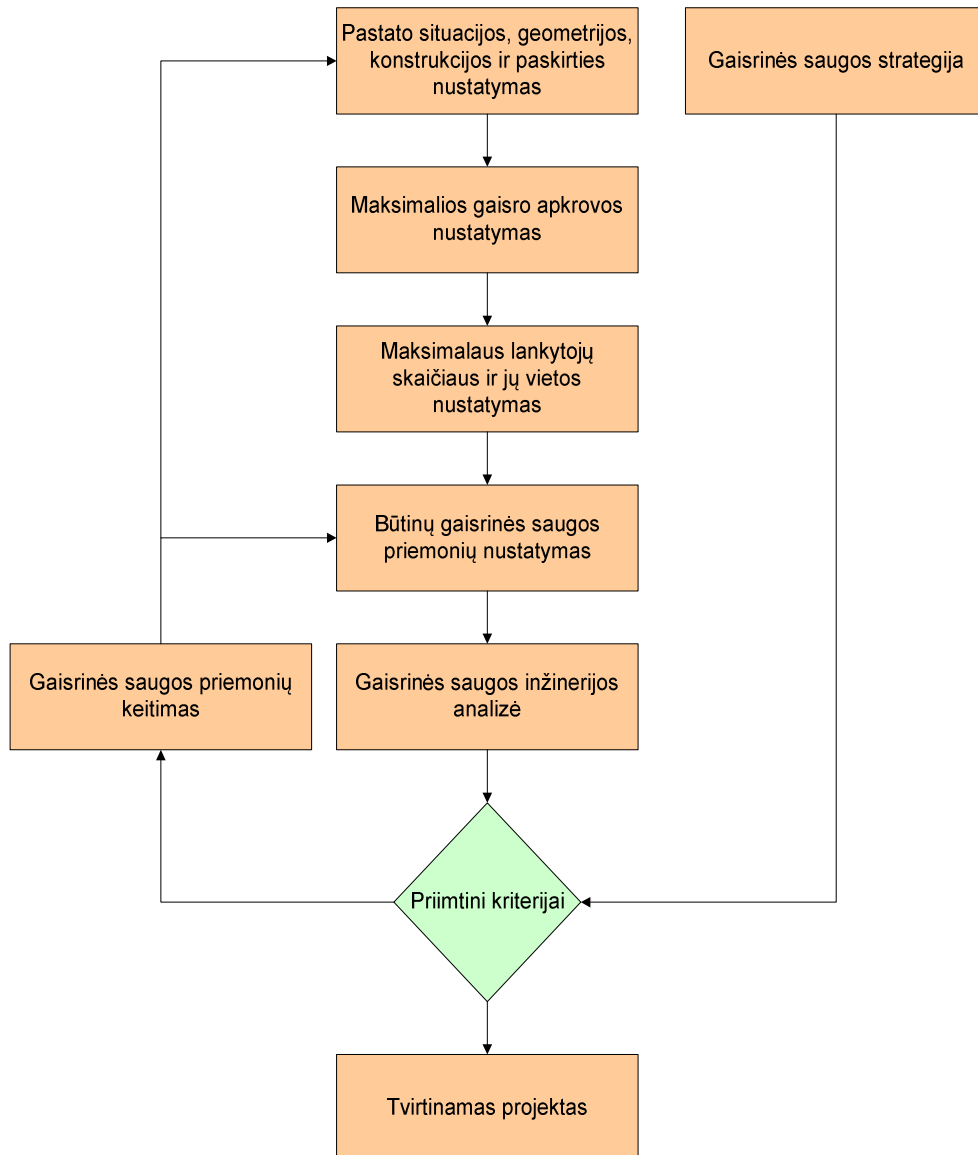 Pastato situacijos, geometrijos,
konstrukcijos ir paskirties
nustatymas
Gaisrinės saugos strategija
Maksimalios gaisro apkrovos
nustatymas
Maksimalaus lankytojų
skaičiaus ir jų vietos
nustatymas
Būtinų gaisrinės saugos
priemonių nustatymas
Gaisrinės saugos priemonių
keitimas
Gaisrinės saugos inžinerijos
analizė
Priimtini kriterijai
Tvirtinamas projektas